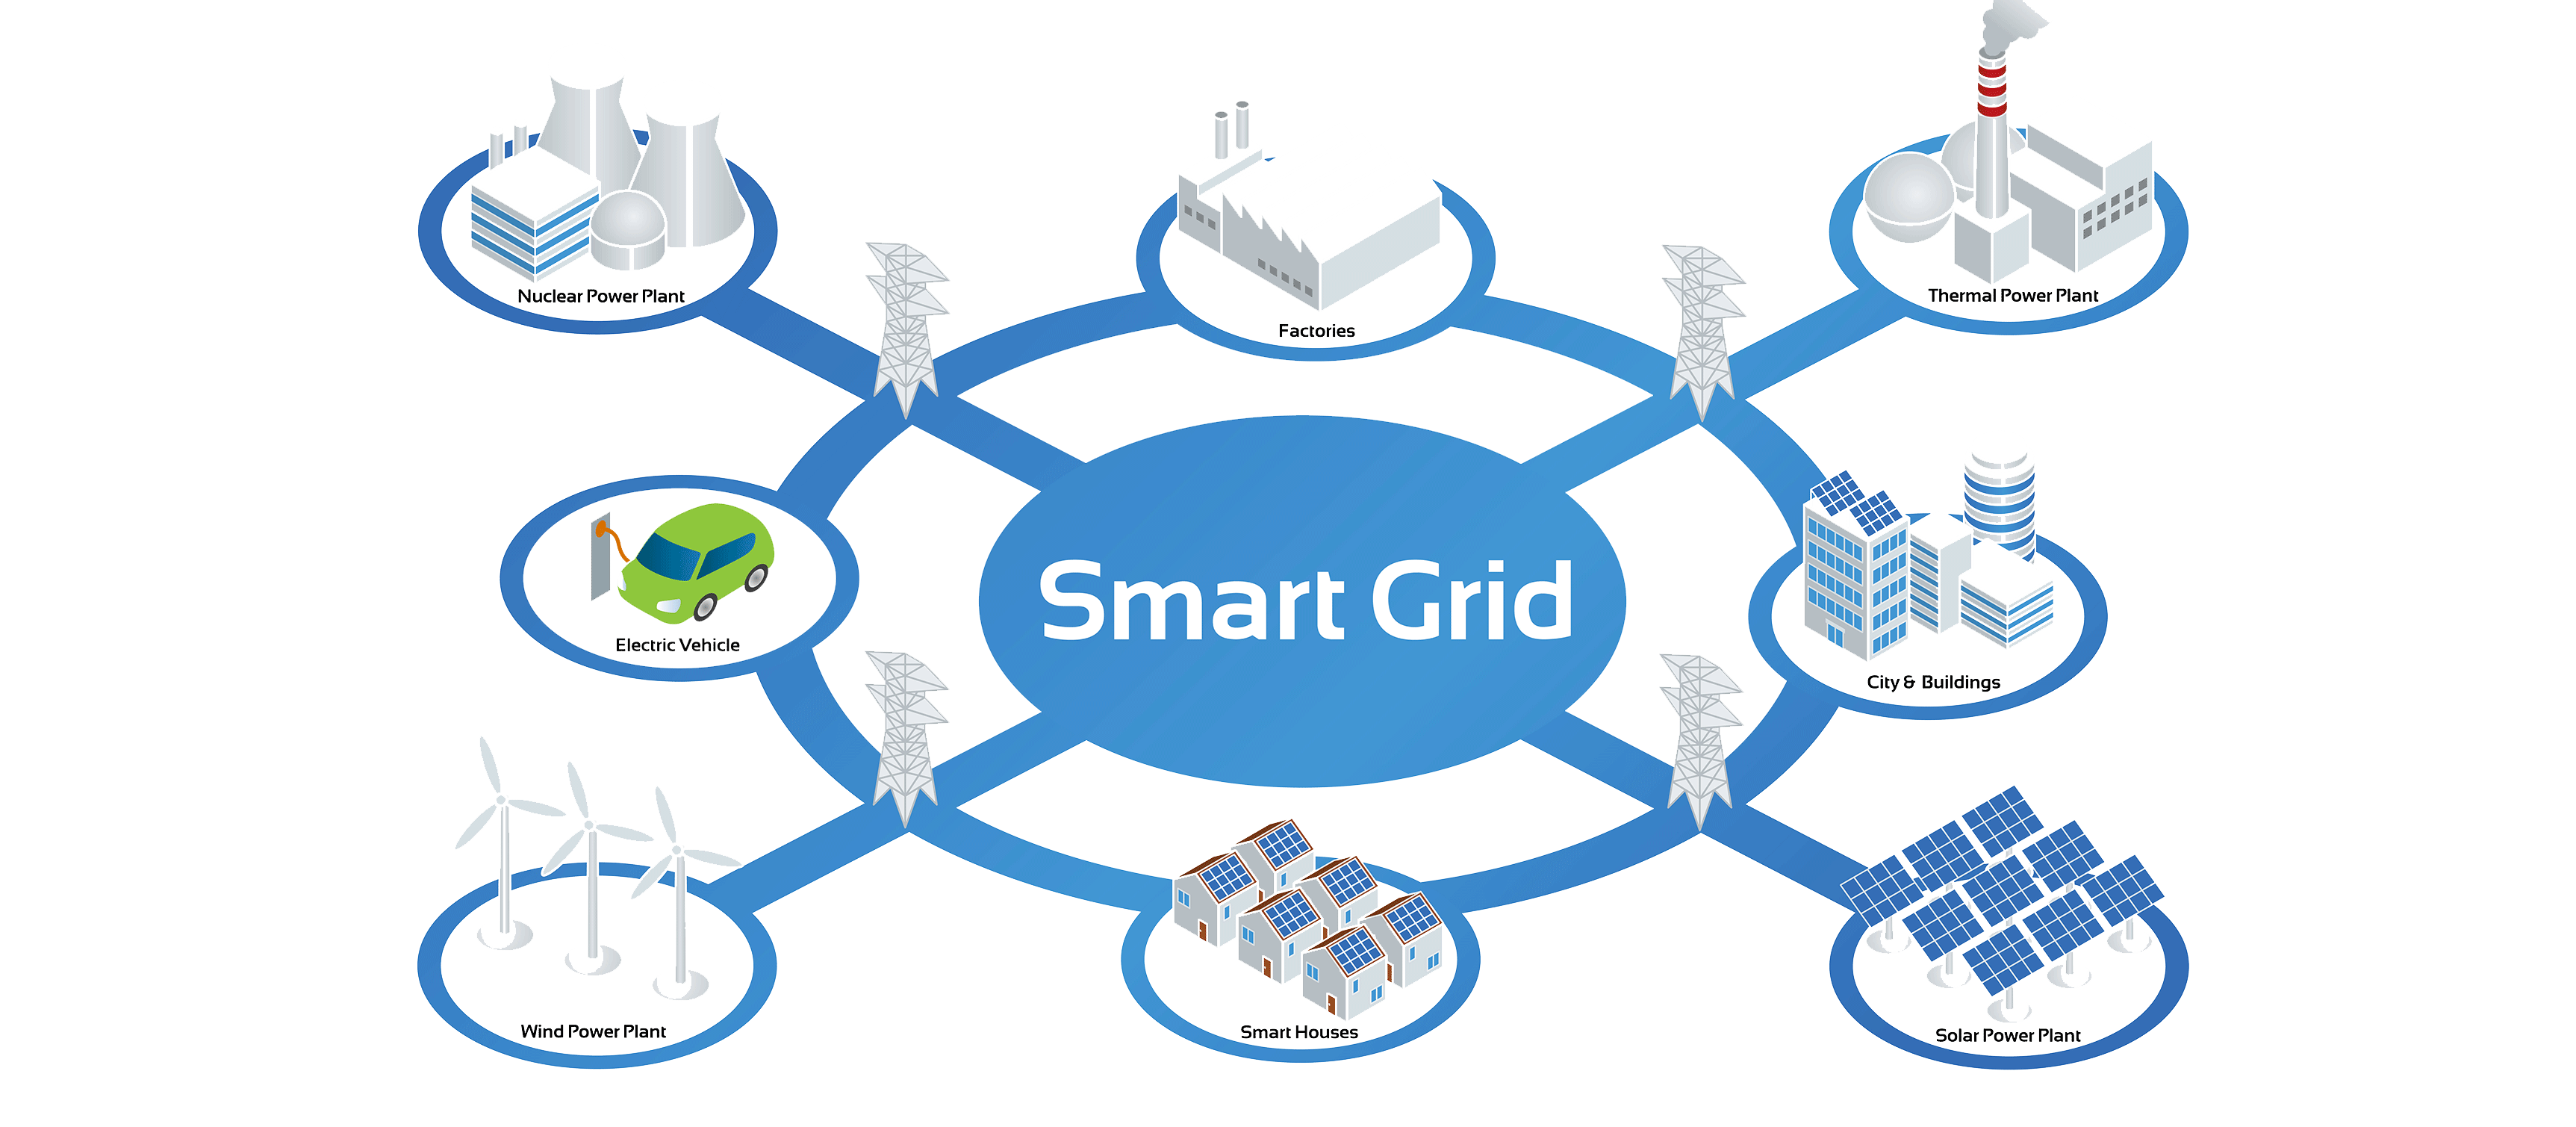 Nuclear Power Plant
Thermal Power Plant
Factories
Smart Grid
Electric Vehicle
City & Buildings
Wind Power Plant
Smart Houses
Solar Power Plant